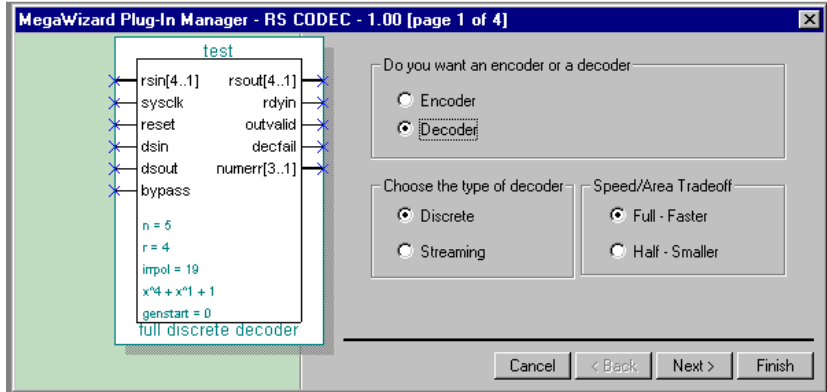 MegaWizard Plug-In Manager - RS CODEC - 1.00 [page 1 of 4]
test
rsin[4..1] rsout[4..1]
sysclk rdyin
reset outvalid
dsin decfail
dsout numerr[3..1]
bypass
n = 5
r = 4
irrpol = 19
x^4 + x^1 + 1
genstart = 0
full discrete decoder
Do you want an encoder or a decoder
Encoder
Decoder
Choose the type of decoder
Discrete
Streaming
Speed/Area Tradeoff
Full - Faster
Half - Smaller
Cancel < Back Next > Finish